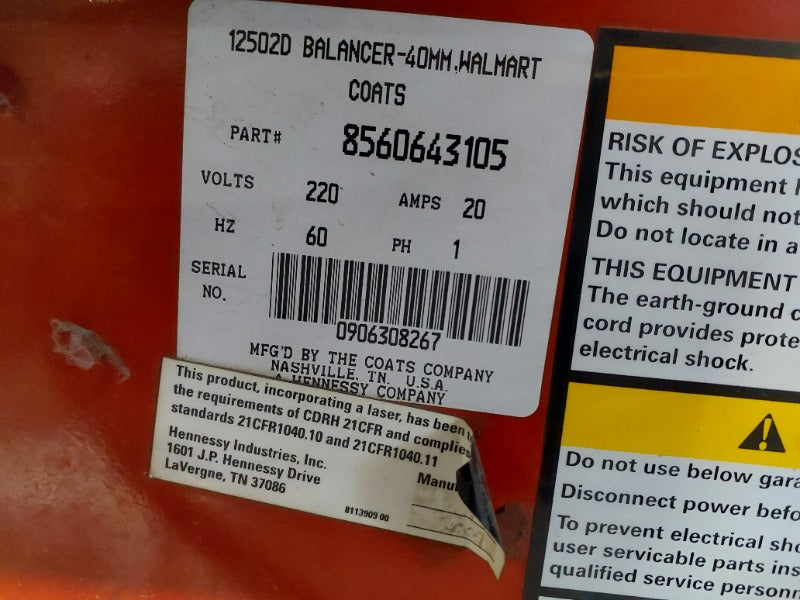 12502D BALANCER-40MM.WALMART
COATS
PART# 8560643105
VOLTS 220 AMPS 20
HZ 60 PH 1
SERIAL
NO.
0906308267
MFG'D BY THE COATS COMPANY
NASHVILLE, TN. U.S.A.
A HENNESSY COMPANY
This product, incorporating a laser, has been
the requirements of CDRH 21CFR and complies
standards 21CFR1040.10 and 21CFR1040.11
Hennessy Industries, Inc.
1601 J.P. Hennessy Drive
LaVergne, TN 37086
Manu
8113909 00
RISK OF EXPLOS
This equipment
which should not
Do not locate in a
THIS EQUIPMENT
The earth-ground c
cord provides prote
electrical shock.
Do not use below gara
Disconnect power befo
To prevent electrical sho
user servicable parts ins
qualified service personn